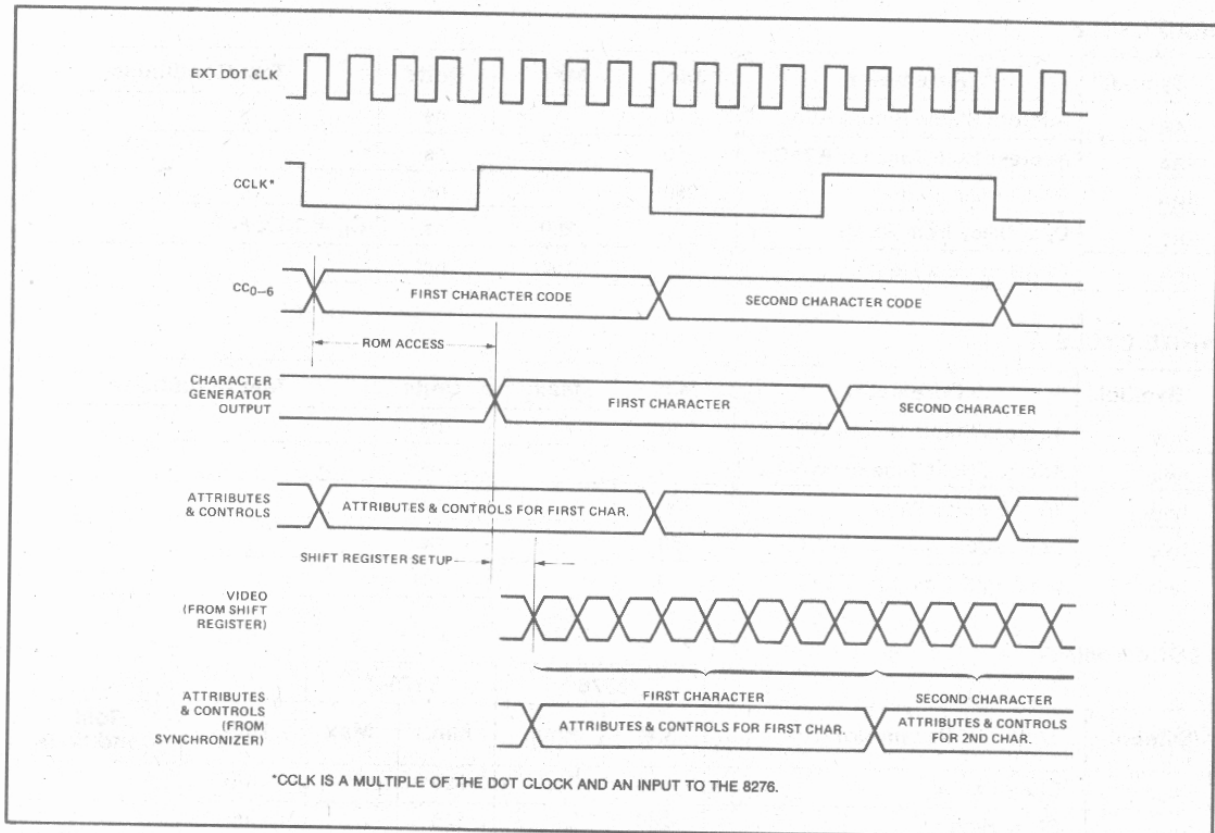 EXT DOT CLK
CCLK*
CC0–6
FIRST CHARACTER CODE
SECOND CHARACTER CODE
ROM ACCESS
CHARACTER
GENERATOR
OUTPUT
FIRST CHARACTER
SECOND CHARACTER
ATTRIBUTES
& CONTROLS
ATTRIBUTES & CONTROLS FOR FIRST CHAR.
SHIFT REGISTER SETUP
VIDEO
(FROM SHIFT
REGISTER)
FIRST CHARACTER
SECOND CHARACTER
ATTRIBUTES
& CONTROLS
(FROM
SYNCHRONIZER)
ATTRIBUTES & CONTROLS FOR FIRST CHAR.
ATTRIBUTES & CONTROLS
FOR 2ND CHAR.
*CCLK IS A MULTIPLE OF THE DOT CLOCK AND AN INPUT TO THE 8276.